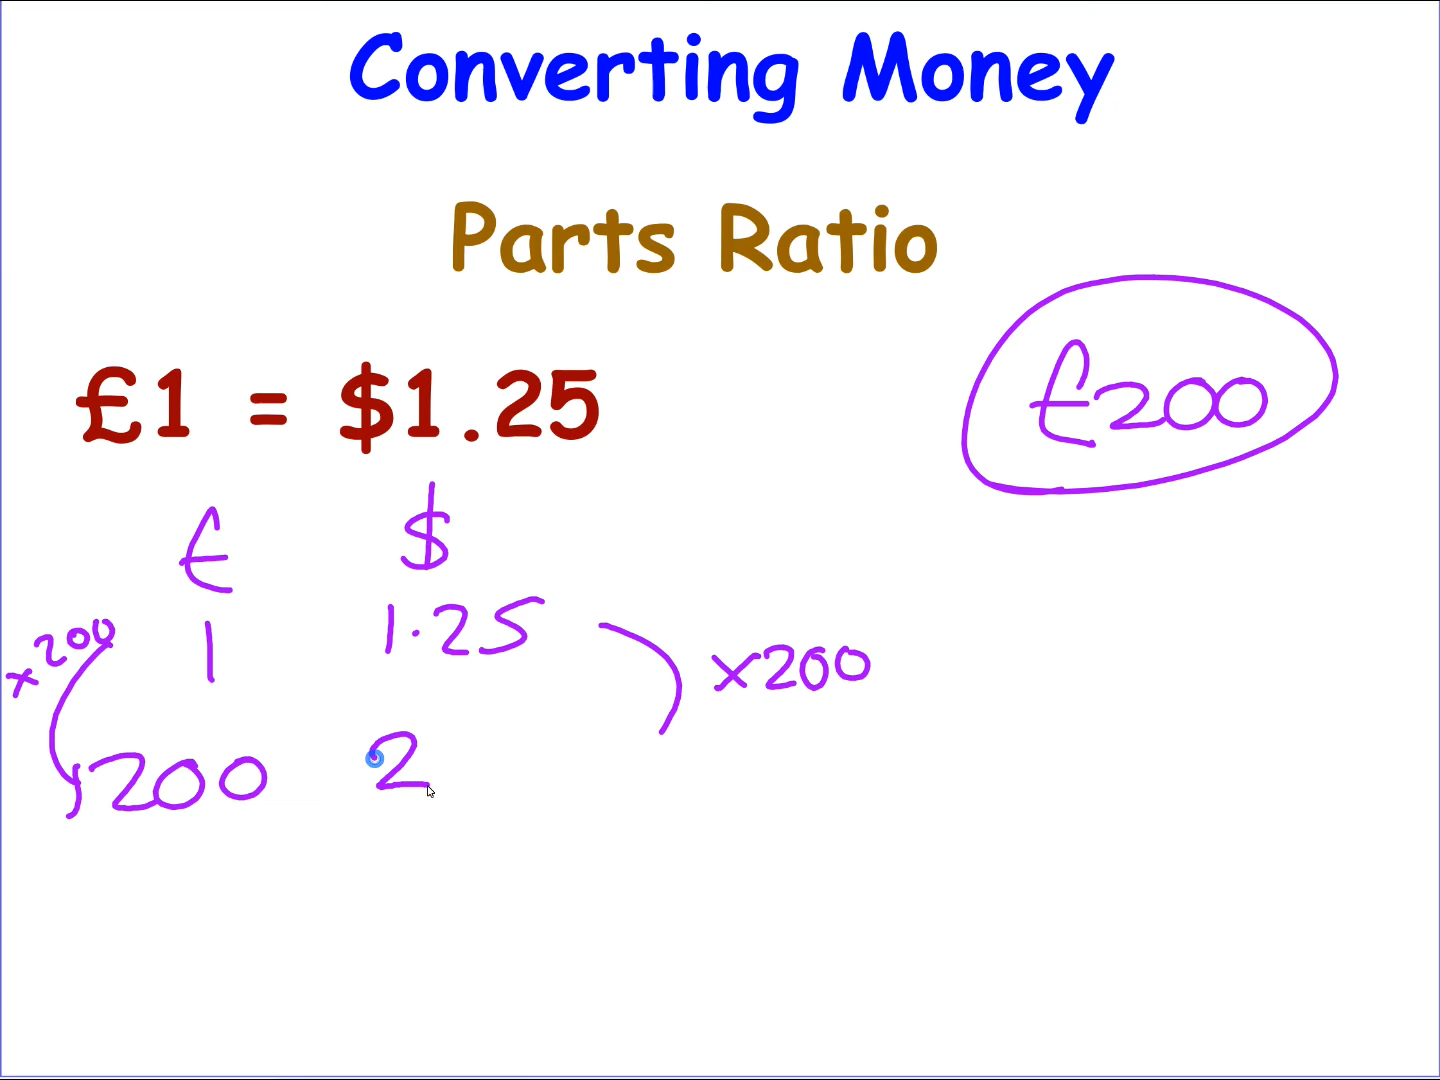 Converting Money
Parts Ratio
£1 = $1.25
£200
£ $
1 1.25
×200 ×200
200 2